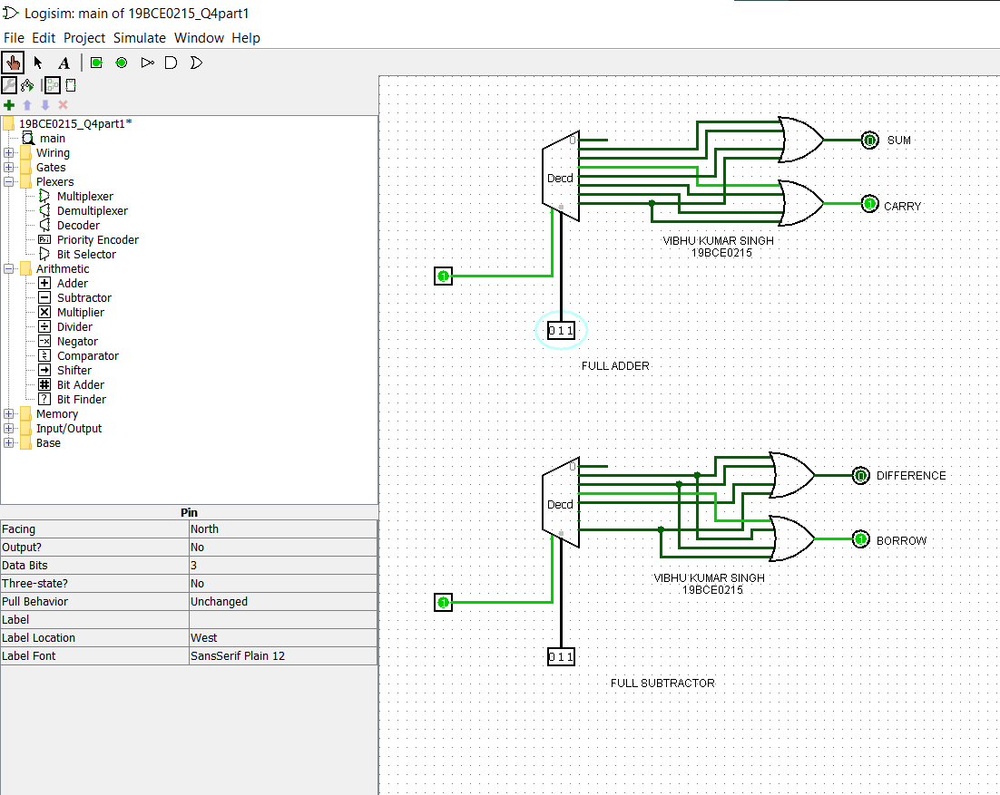 Logisim: main of 19BCE0215_Q4part1
File Edit Project Simulate Window Help
A
19BCE0215_Q4part1*
main
Wiring
Gates
Plexers
Multiplexer
Demultiplexer
Decoder
Pri Priority Encoder
Bit Selector
Arithmetic
Adder
Subtractor
Multiplier
Divider
Negator
Comparator
Shifter
Bit Adder
? Bit Finder
Memory
Input/Output
Base
Pin
Facing North
Output? No
Data Bits 3
Three-state? No
Pull Behavior Unchanged
Label
Label Location West
Label Font SansSerif Plain 12
0
Decd
0 SUM
1 CARRY
VIBHU KUMAR SINGH
19BCE0215
1
0 1 1
FULL ADDER
0
Decd
0 DIFFERENCE
1 BORROW
VIBHU KUMAR SINGH
19BCE0215
1
0 1 1
FULL SUBTRACTOR